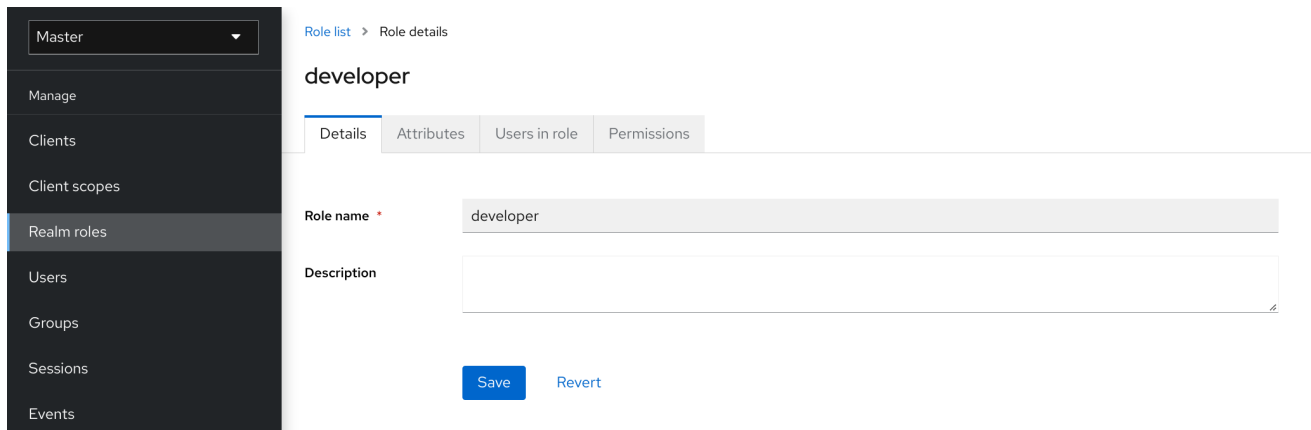 Master
Manage
Clients
Client scopes
Realm roles
Users
Groups
Sessions
Events
Role list > Role details
developer
Details Attributes Users in role Permissions
Role name * developer
Description
Save Revert